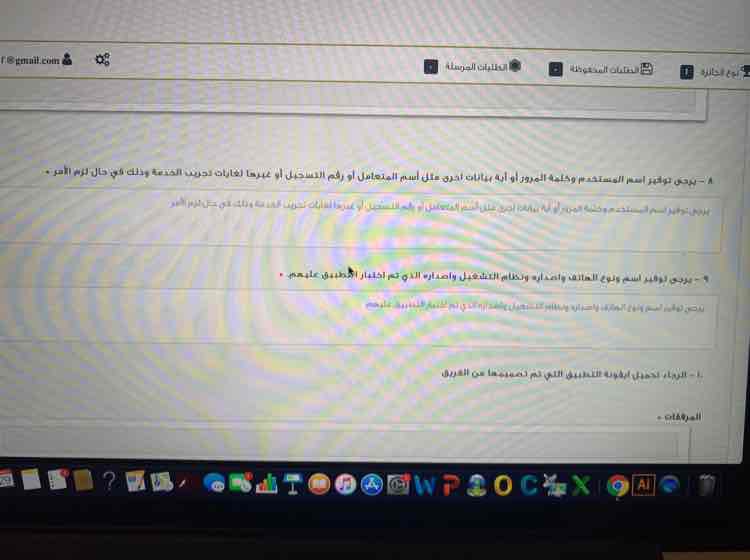 نوع الجائزة ١
الطلبات المحفوظة ٠
الطلبات المرسلة ٠
@gmail.com
٨ – يرجى توفير اسم المستخدم وكلمة المرور أو أية بيانات اخرى مثل أسم المتعامل أو رقم التسجيل أو غيرها لغايات تجريب الخدمة وذلك في حال لزم الأمر *
يرجى توفير اسم المستخدم وكلمة المرور أو أية بيانات اخرى مثل أسم المتعامل أو رقم التسجيل أو غيرها لغايات تجريب الخدمة وذلك في حال لزم الأمر
٩ – يرجى توفير اسم ونوع الهاتف واصداره ونظام التشغيل واصداره الذي تم اختبار التطبيق عليهم. *
يرجى توفير اسم ونوع الهاتف واصداره ونظام التشغيل واصداره الذي تم اختبار التطبيق عليهم.
١٠ – الرجاء تحميل ايقونة التطبيق التي تم تصميمها من الفريق
المرفقات *
29 ? W P O C X Ai